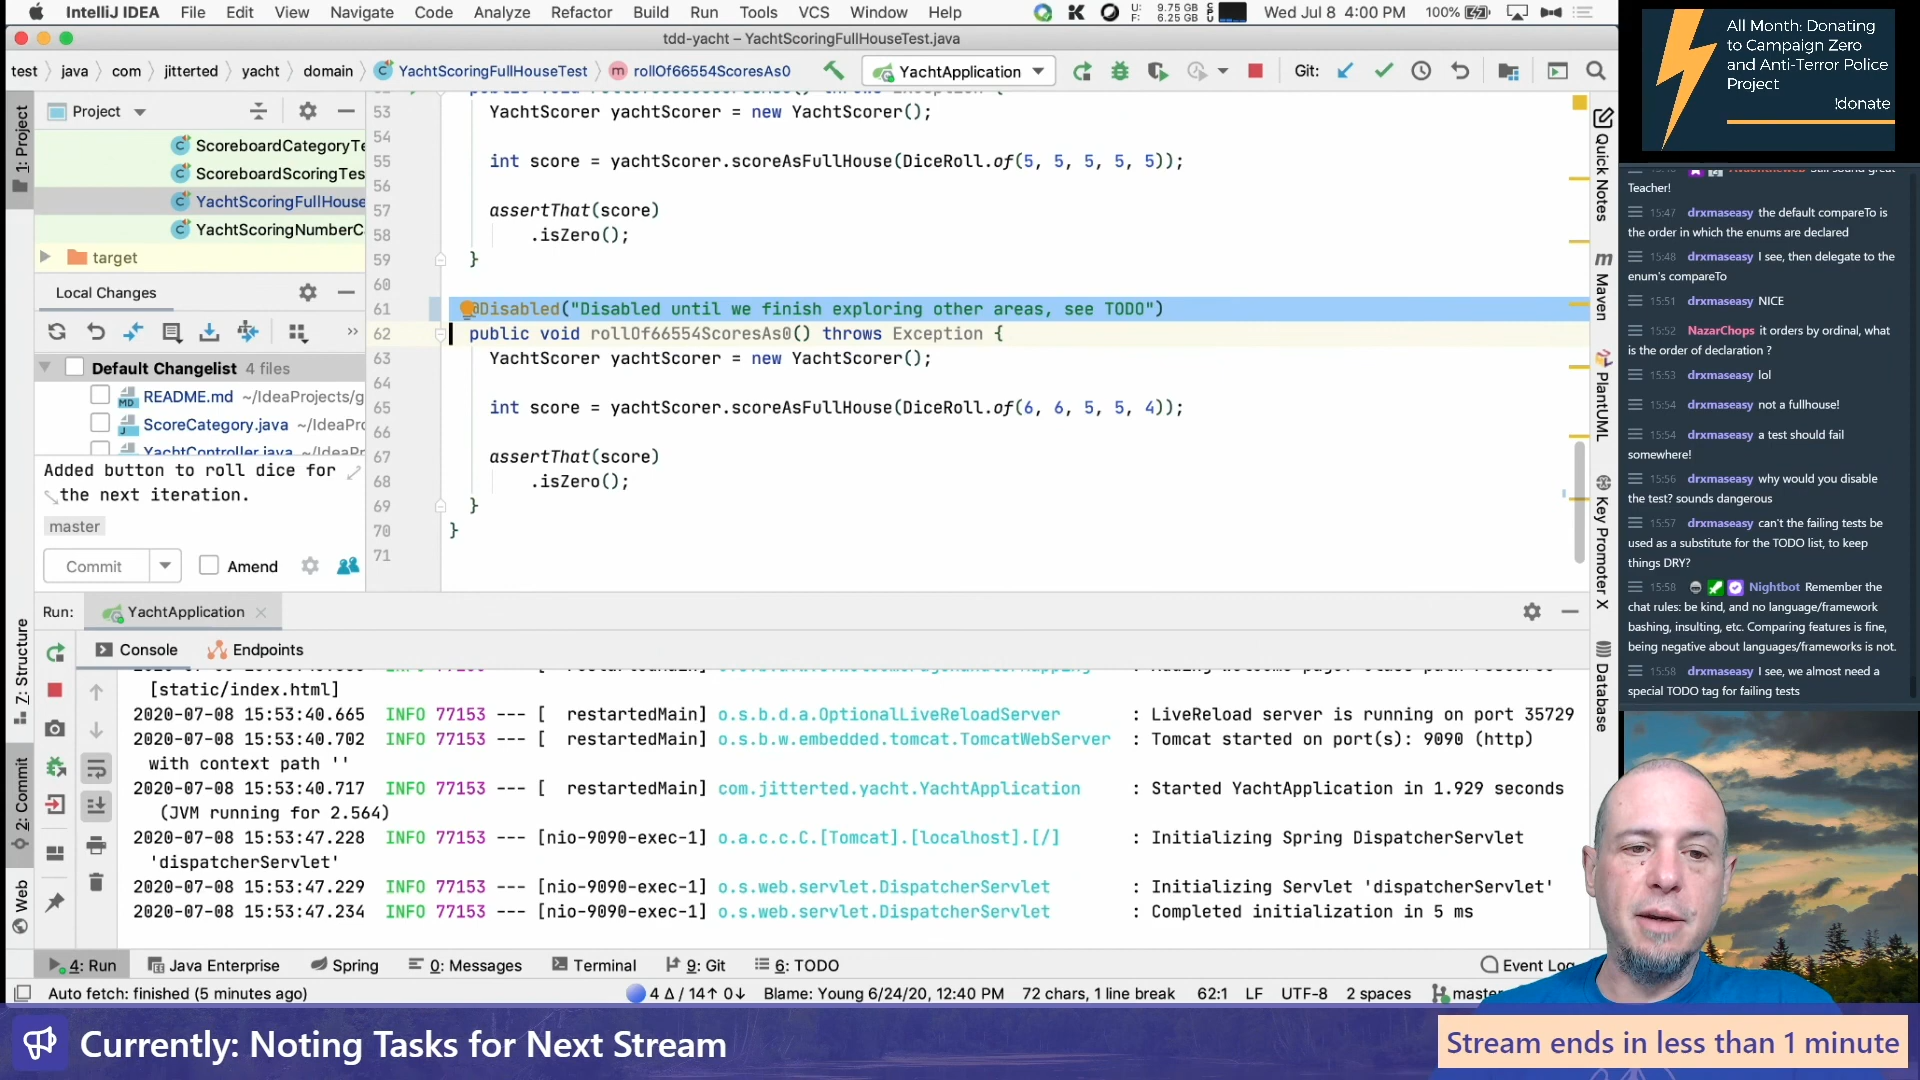 IntelliJ IDEA File Edit View Navigate Code Analyze Refactor Build Run Tools VCS Window Help U: 9.75 GB F: 6.25 GB Wed Jul 8 4:00 PM 100%
tdd-yacht – YachtScoringFullHouseTest.java
test java com jitterted yacht domain YachtScoringFullHouseTest rollOf66554ScoresAs0 YachtApplication Git:
1: Project
Project
ScoreboardCategoryTe
ScoreboardScoringTes
YachtScoringFullHouse
YachtScoringNumberC
target
Local Changes
Default Changelist 4 files
README.md ~/IdeaProjects/g
ScoreCategory.java ~/IdeaPrc
YachtController.java ~/IdeaPro
Added button to roll dice for
the next iteration.
master
Commit Amend
53 YachtScorer yachtScorer = new YachtScorer();
54
55 int score = yachtScorer.scoreAsFullHouse(DiceRoll.of(5, 5, 5, 5, 5));
56
57 assertThat(score)
58 .isZero();
59 }
60
61 @Disabled("Disabled until we finish exploring other areas, see TODO")
62 public void rollOf66554ScoresAs0() throws Exception {
63 YachtScorer yachtScorer = new YachtScorer();
64
65 int score = yachtScorer.scoreAsFullHouse(DiceRoll.of(6, 6, 5, 5, 4));
66
67 assertThat(score)
68 .isZero();
69 }
70 }
71
Quick Notes
Maven
PlantUML
Key Promoter X
Database
7: Structure
2: Commit
Web
Run: YachtApplication
Console Endpoints
[static/index.html]
2020-07-08 15:53:40.665 INFO 77153 --- [ restartedMain] o.s.b.d.a.OptionalLiveReloadServer : LiveReload server is running on port 35729
2020-07-08 15:53:40.702 INFO 77153 --- [ restartedMain] o.s.b.w.embedded.tomcat.TomcatWebServer : Tomcat started on port(s): 9090 (http)
with context path ''
2020-07-08 15:53:40.717 INFO 77153 --- [ restartedMain] com.jitterted.yacht.YachtApplication : Started YachtApplication in 1.929 seconds
(JVM running for 2.564)
2020-07-08 15:53:47.228 INFO 77153 --- [nio-9090-exec-1] o.a.c.c.C.[Tomcat].[localhost].[/] : Initializing Spring DispatcherServlet
'dispatcherServlet'
2020-07-08 15:53:47.229 INFO 77153 --- [nio-9090-exec-1] o.s.web.servlet.DispatcherServlet : Initializing Servlet 'dispatcherServlet'
2020-07-08 15:53:47.234 INFO 77153 --- [nio-9090-exec-1] o.s.web.servlet.DispatcherServlet : Completed initialization in 5 ms
4: Run Java Enterprise Spring 0: Messages Terminal 9: Git 6: TODO Event Log
Auto fetch: finished (5 minutes ago) 4 Δ / 14↑ 0↓ Blame: Young 6/24/20, 12:40 PM 72 chars, 1 line break 62:1 LF UTF-8 2 spaces master
All Month: Donating
to Campaign Zero
and Anti-Terror Police
Project
!donate
Teacher!
15:47 drxmaseasy the default compareTo is
the order in which the enums are declared
15:48 drxmaseasy I see, then delegate to the
enum's compareTo
15:51 drxmaseasy NICE
15:52 NazarChops it orders by ordinal, what
is the order of declaration ?
15:53 drxmaseasy lol
15:54 drxmaseasy not a fullhouse!
15:54 drxmaseasy a test should fail
somewhere!
15:56 drxmaseasy why would you disable
the test? sounds dangerous
15:57 drxmaseasy can't the failing tests be
used as a substitute for the TODO list, to keep
things DRY?
15:58 Nightbot Remember the
chat rules: be kind, and no language/framework
bashing, insulting, etc. Comparing features is fine,
being negative about languages/frameworks is not.
15:58 drxmaseasy I see, we almost need a
special TODO tag for failing tests
Currently: Noting Tasks for Next Stream
Stream ends in less than 1 minute